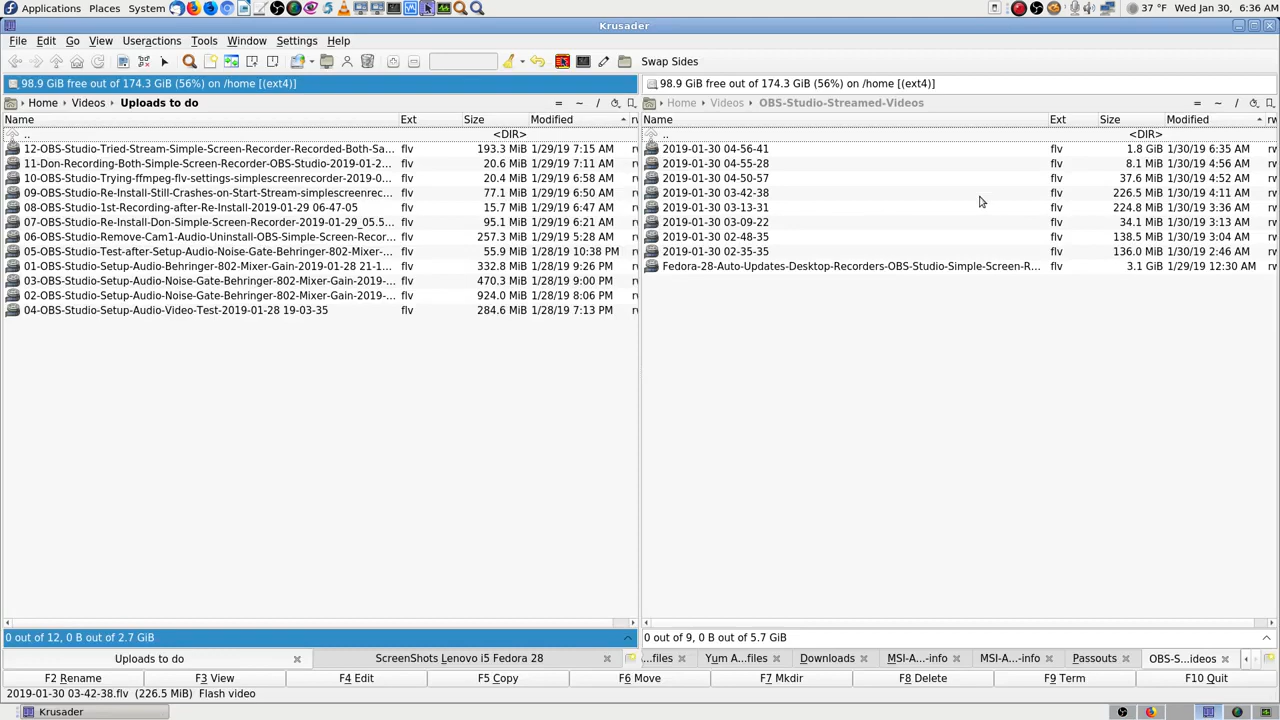 Applications Places System 37 °F Wed Jan 30, 6:36 AM
Krusader
File Edit Go View Useractions Tools Window Settings Help
Swap Sides
98.9 GiB free out of 174.3 GiB (56%) on /home [(ext4)]
98.9 GiB free out of 174.3 GiB (56%) on /home [(ext4)]
Home › Videos › Uploads to do = ~ /
Home › Videos › OBS-Studio-Streamed-Videos = ~ /
Name Ext Size Modified
Name Ext Size Modified rw
.. <DIR>
12-OBS-Studio-Tried-Stream-Simple-Screen-Recorder-Recorded-Both-Sa... flv 193.3 MiB 1/29/19 7:15 AM
11-Don-Recording-Both-Simple-Screen-Recorder-OBS-Studio-2019-01-2... flv 20.6 MiB 1/29/19 7:11 AM
10-OBS-Studio-Trying-ffmpeg-flv-settings-simplescreenrecorder-2019-0... flv 20.4 MiB 1/29/19 6:58 AM
09-OBS-Studio-Re-Install-Still-Crashes-on-Start-Stream-simplescreenrec... flv 77.1 MiB 1/29/19 6:50 AM
08-OBS-Studio-1st-Recording-after-Re-Install-2019-01-29 06-47-05 flv 15.7 MiB 1/29/19 6:47 AM
07-OBS-Studio-Re-Install-Don-Simple-Screen-Recorder-2019-01-29_05.5... flv 95.1 MiB 1/29/19 6:21 AM
06-OBS-Studio-Remove-Cam1-Audio-Uninstall-OBS-Simple-Screen-Recor... flv 257.3 MiB 1/29/19 5:28 AM
05-OBS-Studio-Test-after-Setup-Audio-Noise-Gate-Behringer-802-Mixer-... flv 55.9 MiB 1/28/19 10:38 PM
01-OBS-Studio-Setup-Audio-Behringer-802-Mixer-Gain-2019-01-28 21-1... flv 332.8 MiB 1/28/19 9:26 PM
03-OBS-Studio-Setup-Audio-Noise-Gate-Behringer-802-Mixer-Gain-2019-... flv 470.3 MiB 1/28/19 9:00 PM
02-OBS-Studio-Setup-Audio-Noise-Gate-Behringer-802-Mixer-Gain-2019-... flv 924.0 MiB 1/28/19 8:06 PM
04-OBS-Studio-Setup-Audio-Video-Test-2019-01-28 19-03-35 flv 284.6 MiB 1/28/19 7:13 PM
.. <DIR> rw
2019-01-30 04-56-41 flv 1.8 GiB 1/30/19 6:35 AM rw
2019-01-30 04-55-28 flv 8.1 MiB 1/30/19 4:56 AM rw
2019-01-30 04-50-57 flv 37.6 MiB 1/30/19 4:52 AM rw
2019-01-30 03-42-38 flv 226.5 MiB 1/30/19 4:11 AM rw
2019-01-30 03-13-31 flv 224.8 MiB 1/30/19 3:36 AM rw
2019-01-30 03-09-22 flv 34.1 MiB 1/30/19 3:13 AM rw
2019-01-30 02-48-35 flv 138.5 MiB 1/30/19 3:04 AM rw
2019-01-30 02-35-35 flv 136.0 MiB 1/30/19 2:46 AM rw
Fedora-28-Auto-Updates-Desktop-Recorders-OBS-Studio-Simple-Screen-R... flv 3.1 GiB 1/29/19 12:30 AM rw
0 out of 12, 0 B out of 2.7 GiB
0 out of 9, 0 B out of 5.7 GiB
Uploads to do ScreenShots Lenovo i5 Fedora 28
...files Yum A...files Downloads MSI-A...-info MSI-A...-info Passouts OBS-S...ideos
F2 Rename F3 View F4 Edit F5 Copy F6 Move F7 Mkdir F8 Delete F9 Term F10 Quit
2019-01-30 03-42-38.flv (226.5 MiB) Flash video
Krusader